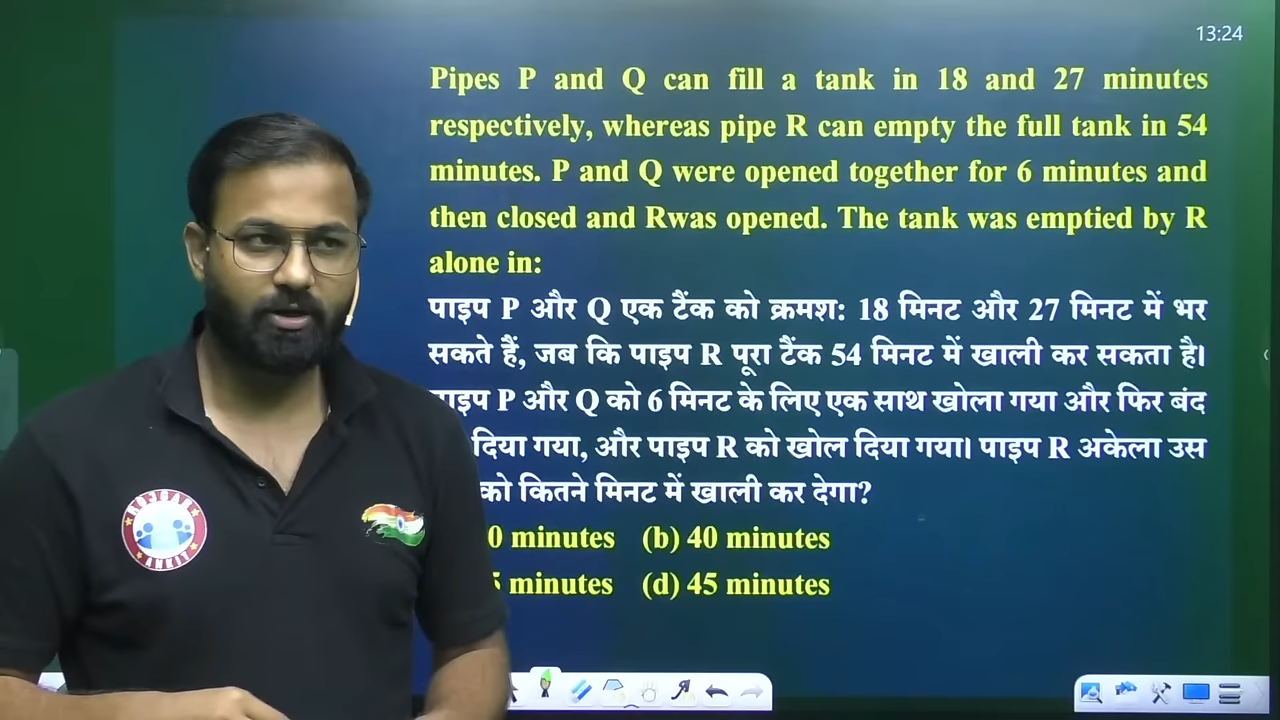 13:24
Pipes P and Q can fill a tank in 18 and 27 minutes
respectively, whereas pipe R can empty the full tank in 54
minutes. P and Q were opened together for 6 minutes and
then closed and Rwas opened. The tank was emptied by R
alone in:
पाइप P और Q एक टैंक को क्रमश: 18 मिनट और 27 मिनट में भर
सकते हैं, जब कि पाइप R पूरा टैंक 54 मिनट में खाली कर सकता है।
P और Q को 6 मिनट के लिए एक साथ खोला गया और फिर बंद
दिया गया, और पाइप R को खोल दिया गया। पाइप R अकेला उस
को कितने मिनट में खाली कर देगा?
minutes (b) 40 minutes
minutes (d) 45 minutes
ROJGAR
ANKIT